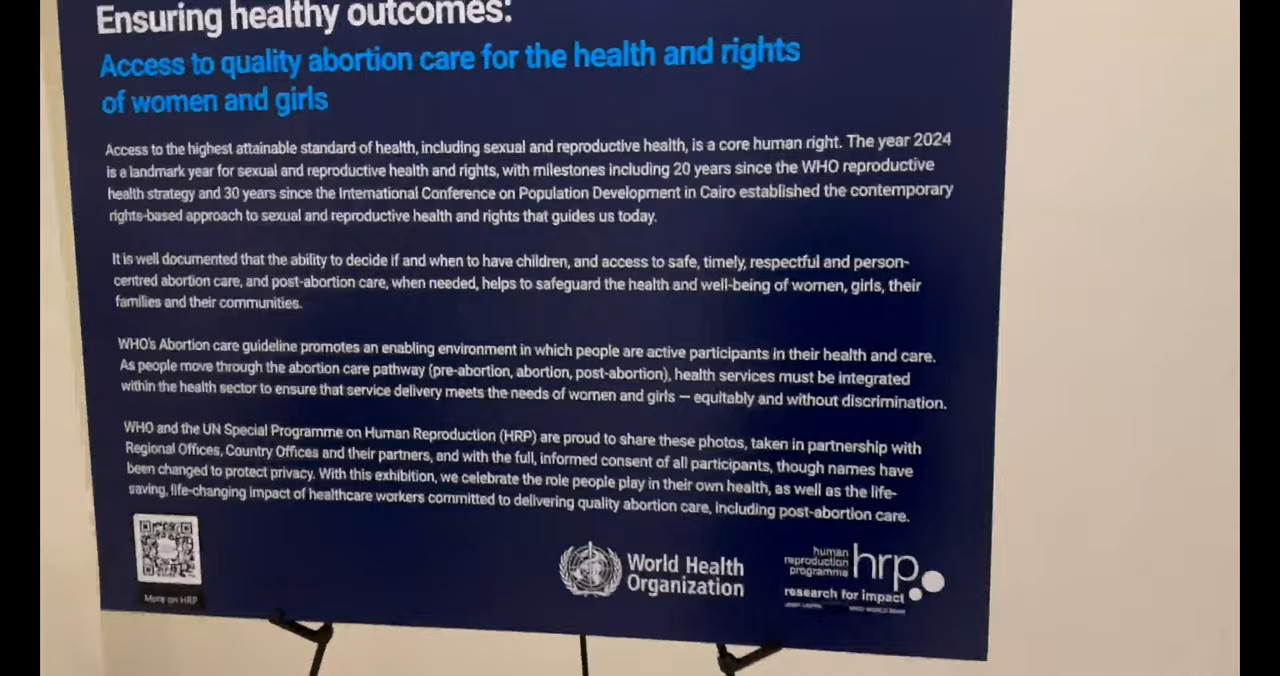 Ensuring healthy outcomes:
Access to quality abortion care for the health and rights
of women and girls
Access to the highest attainable standard of health, including sexual and reproductive health, is a core human right. The year 2024
is a landmark year for sexual and reproductive health and rights, with milestones including 20 years since the WHO reproductive
health strategy and 30 years since the International Conference on Population Development in Cairo established the contemporary
rights-based approach to sexual and reproductive health and rights that guides us today.
It is well documented that the ability to decide if and when to have children, and access to safe, timely, respectful and person-
centred abortion care, and post-abortion care, when needed, helps to safeguard the health and well-being of women, girls, their
families and their communities.
WHO's Abortion care guideline promotes an enabling environment in which people are active participants in their health and care.
As people move through the abortion care pathway (pre-abortion, abortion, post-abortion), health services must be integrated
within the health sector to ensure that service delivery meets the needs of women and girls — equitably and without discrimination.
WHO and the UN Special Programme on Human Reproduction (HRP) are proud to share these photos, taken in partnership with
Regional Offices, Country Offices and their partners, and with the full, informed consent of all participants, though names have
been changed to protect privacy. With this exhibition, we celebrate the role people play in their own health, as well as the life-
saving, life-changing impact of healthcare workers committed to delivering quality abortion care, including post-abortion care.
More on HRP
World Health
Organization
human
reproduction
programme
hrp.
research for impact